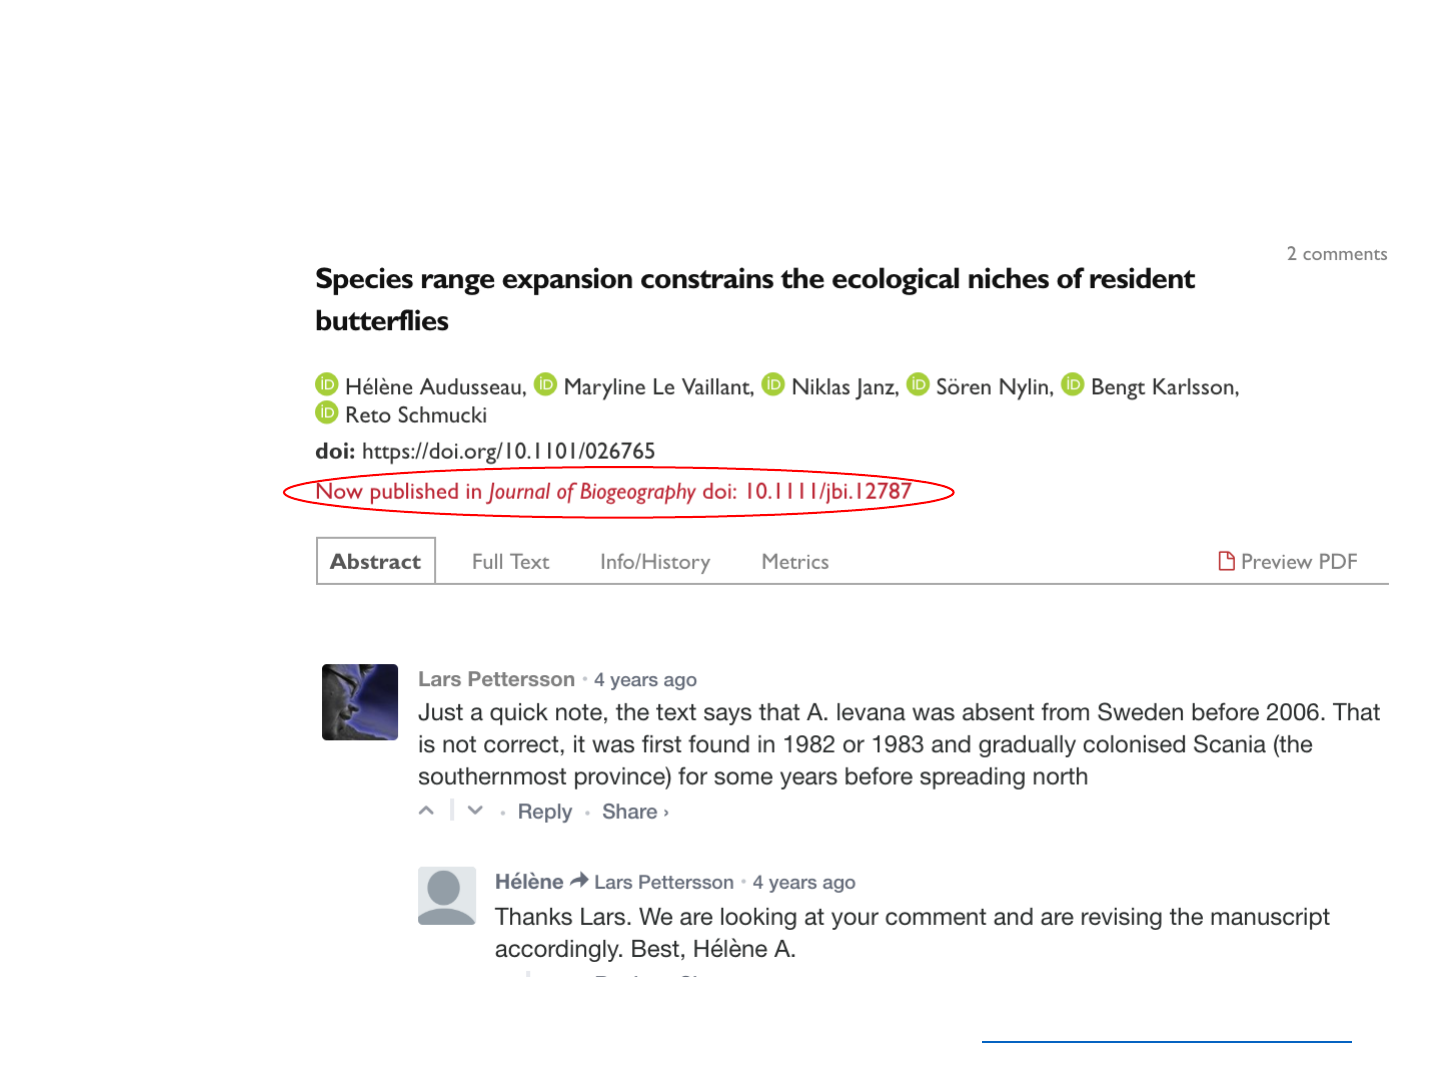 2 comments
Species range expansion constrains the ecological niches of resident
butterflies
iD Hélène Audusseau, iD Maryline Le Vaillant, iD Niklas Janz, iD Sören Nylin, iD Bengt Karlsson,
iD Reto Schmucki
doi: https://doi.org/10.1101/026765
Now published in Journal of Biogeography doi: 10.1111/jbi.12787
Abstract Full Text Info/History Metrics Preview PDF
Lars Pettersson • 4 years ago
Just a quick note, the text says that A. levana was absent from Sweden before 2006. That
is not correct, it was first found in 1982 or 1983 and gradually colonised Scania (the
southernmost province) for some years before spreading north
• Reply • Share ›
Hélène Lars Pettersson • 4 years ago
Thanks Lars. We are looking at your comment and are revising the manuscript
accordingly. Best, Hélène A.